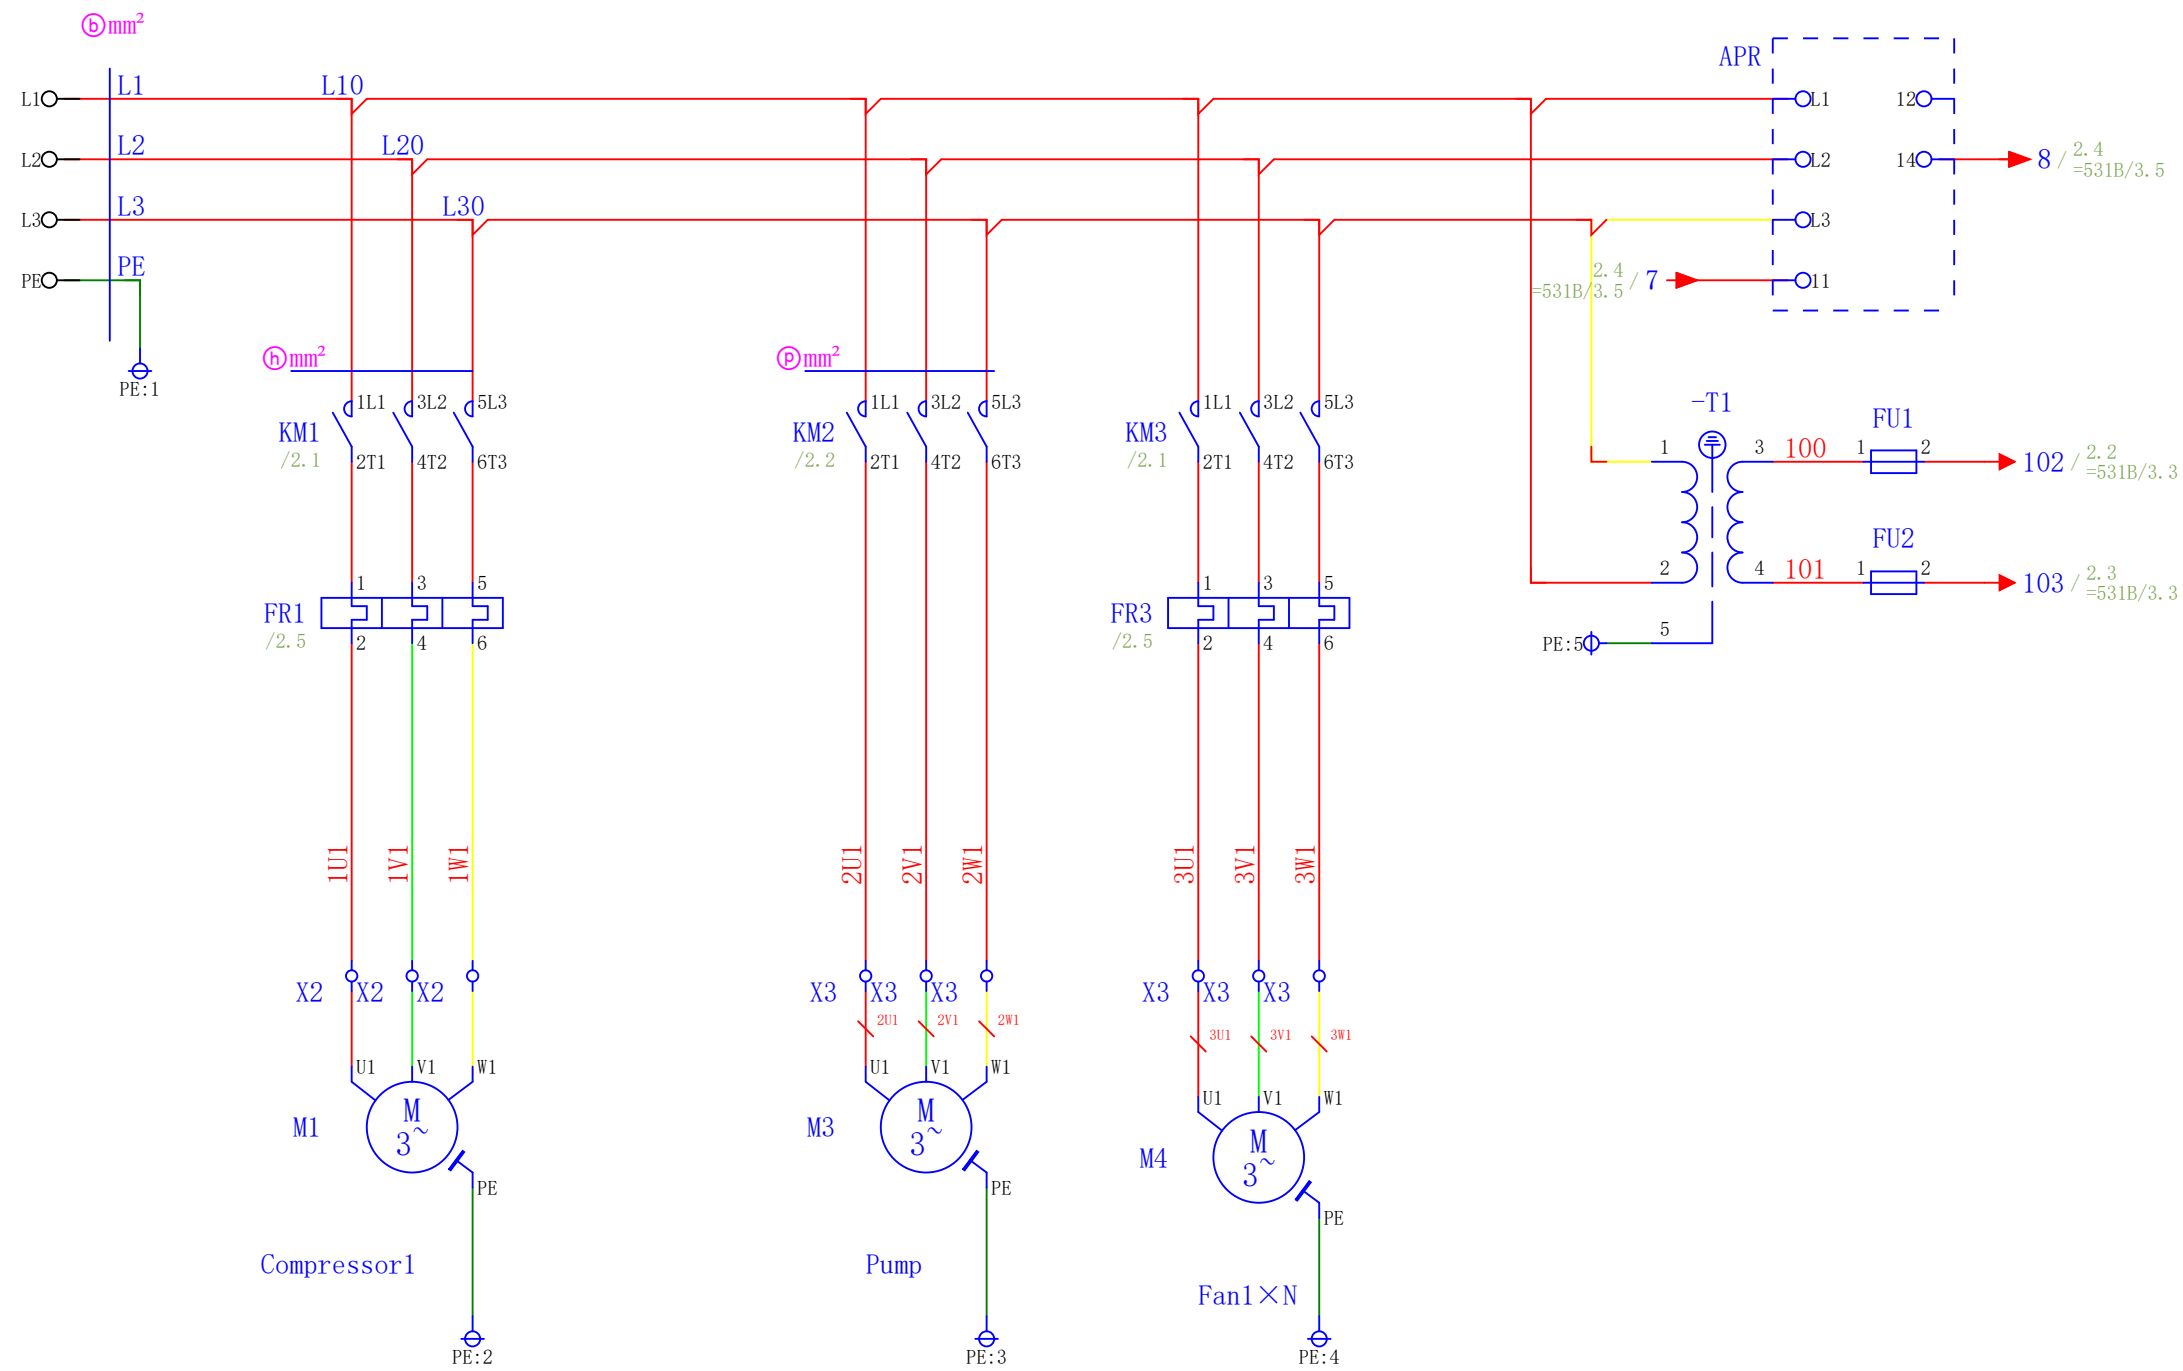 ⓑmm²
APR
L1 L1 L10 L1 12
L2 L2 L20 L2 14 8 / 2.4
=531B/3.5
L3 L3 L30 L3
PE PE 2.4
=531B/3.5 / 7 11
PE:1
ⓗmm² ⓟmm²
-T1 FU1
1L1 3L2 5L3 1L1 3L2 5L3 1L1 3L2 5L3
KM1 KM2 KM3
/2.1 /2.2 /2.1
2T1 4T2 6T3 2T1 4T2 6T3 2T1 4T2 6T3
1 3 100 1 2 102 / 2.2
=531B/3.3
FU2
2 4 101 1 2 103 / 2.3
=531B/3.3
1 3 5 1 3 5
FR1 FR3
/2.5 /2.5
2 4 6 2 4 6
PE:5 5
1U1 1V1 1W1 2U1 2V1 2W1 3U1 3V1 3W1
X2 X2 X2 X3 X3 X3 X3 X3 X3
2U1 2V1 2W1 3U1 3V1 3W1
U1 V1 W1 U1 V1 W1 U1 V1 W1
M1 M
3~
M3 M
3~
M4 M
3~
PE PE PE
Compressor1 Pump Fan1×N
PE:2 PE:3 PE:4